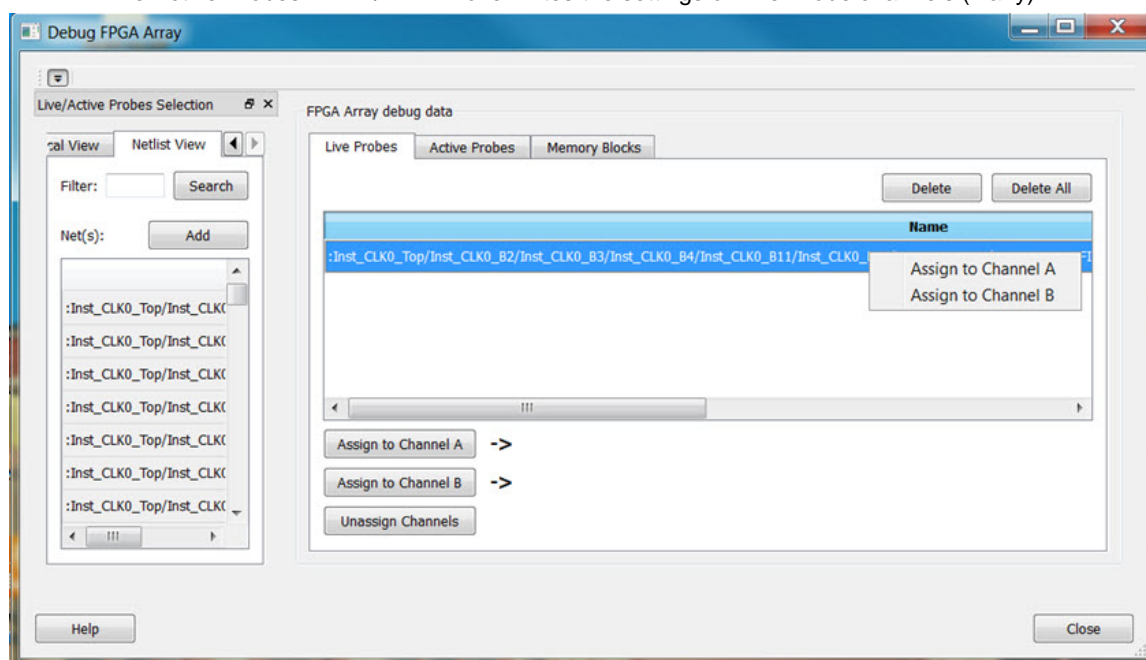 Debug FPGA Array
Live/Active Probes Selection
FPGA Array debug data
cal View Netlist View
Live Probes Active Probes Memory Blocks
Filter: Search
Delete Delete All
Net(s): Add
Name
:Inst_CLK0_Top/Inst_CLK0_B2/Inst_CLK0_B3/Inst_CLK0_B4/Inst_CLK0_B11/Inst_CLK0_
Assign to Channel A
Assign to Channel B
:Inst_CLK0_Top/Inst_CLK(
:Inst_CLK0_Top/Inst_CLK(
:Inst_CLK0_Top/Inst_CLK(
:Inst_CLK0_Top/Inst_CLK(
:Inst_CLK0_Top/Inst_CLK(
:Inst_CLK0_Top/Inst_CLK(
:Inst_CLK0_Top/Inst_CLK(
Assign to Channel A ->
Assign to Channel B ->
Unassign Channels
Help
Close